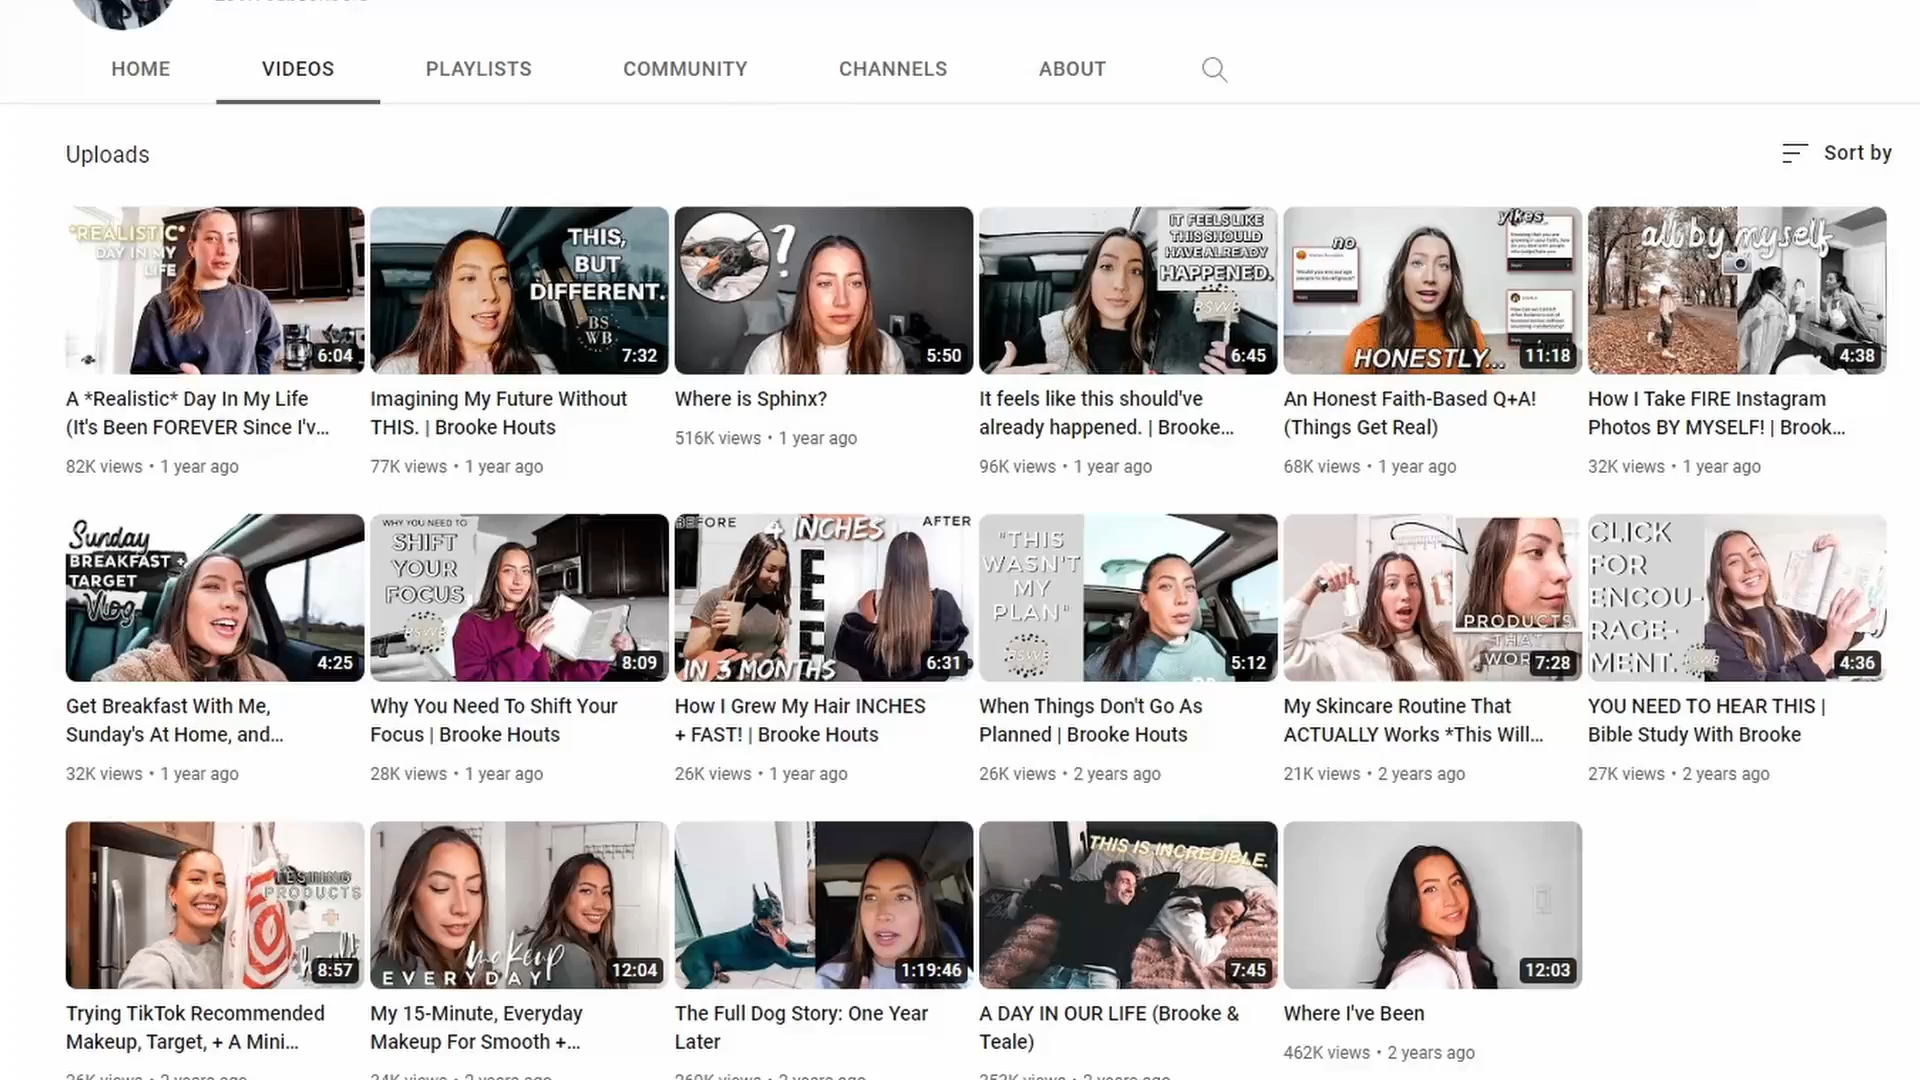 HOME VIDEOS PLAYLISTS COMMUNITY CHANNELS ABOUT
Uploads
Sort by
*REALISTIC*
DAY IN MY
LIFE
6:04
THIS,
BUT
DIFFERENT.
BS
WB
7:32
?
5:50
IT FEELS LIKE
THIS SHOULD
HAVE ALREADY
HAPPENED.
BSWB
6:45
no
yikes
HONESTLY...
11:18
all by myself
4:38
A *Realistic* Day In My Life
(It's Been FOREVER Since I'v...
82K views • 1 year ago
Imagining My Future Without
THIS. | Brooke Houts
77K views • 1 year ago
Where is Sphinx?
516K views • 1 year ago
It feels like this should've
already happened. | Brooke...
96K views • 1 year ago
An Honest Faith-Based Q+A!
(Things Get Real)
68K views • 1 year ago
How I Take FIRE Instagram
Photos BY MYSELF! | Brook...
32K views • 1 year ago
Sunday
BREAKFAST +
TARGET
Vlog
4:25
WHY YOU NEED TO
SHIFT
YOUR
FOCUS
BSWB
8:09
BEFORE
4 INCHES
AFTER
IN 3 MONTHS
6:31
"THIS
WASN'T
MY
PLAN"
BSWB
5:12
PRODUCTS
THAT
WOR
7:28
CLICK
FOR
ENCOU-
RAGE-
MENT.
BSWB
4:36
Get Breakfast With Me,
Sunday's At Home, and...
32K views • 1 year ago
Why You Need To Shift Your
Focus | Brooke Houts
28K views • 1 year ago
How I Grew My Hair INCHES
+ FAST! | Brooke Houts
26K views • 1 year ago
When Things Don't Go As
Planned | Brooke Houts
26K views • 2 years ago
My Skincare Routine That
ACTUALLY Works *This Will...
21K views • 2 years ago
YOU NEED TO HEAR THIS |
Bible Study With Brooke
27K views • 2 years ago
TESTING
PRODUCTS
+
haul
8:57
makeup
EVERYDAY
12:04
1:19:46
THIS IS INCREDIBLE.
7:45
12:03
Trying TikTok Recommended
Makeup, Target, + A Mini...
My 15-Minute, Everyday
Makeup For Smooth +...
The Full Dog Story: One Year
Later
A DAY IN OUR LIFE (Brooke &
Teale)
Where I've Been
462K views • 2 years ago